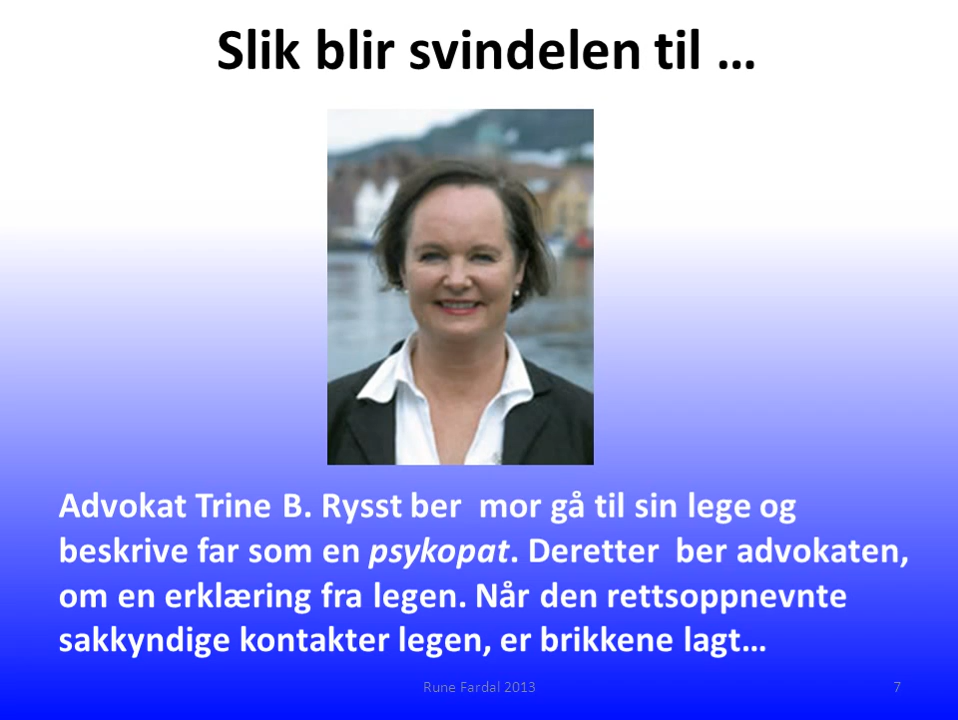 Slik blir svindelen til …
Advokat Trine B. Rysst ber  mor gå til sin lege og
beskrive far som en psykopat. Deretter  ber advokaten,
om en erklæring fra legen. Når den rettsoppnevnte
sakkyndige kontakter legen, er brikkene lagt…
Rune Fardal 2013
7